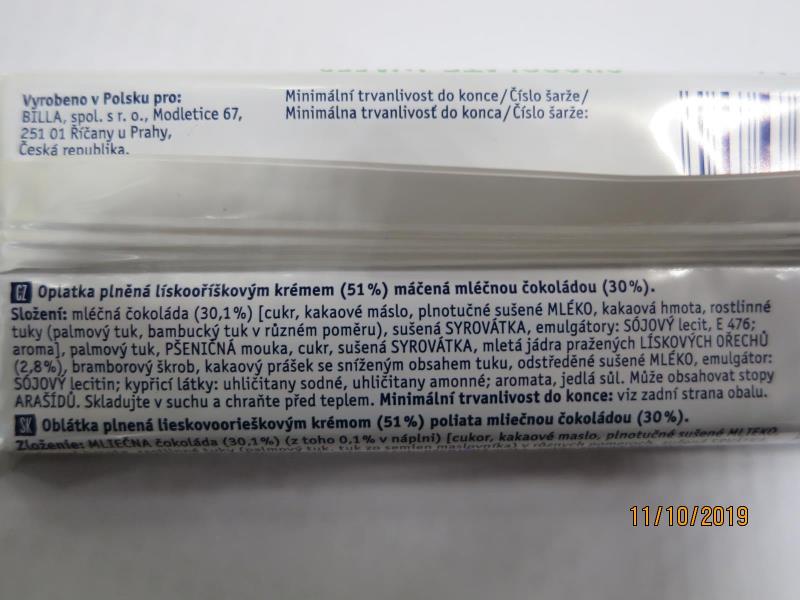 Vyrobeno v Polsku pro:
BILLA, spol. s r. o., Modletice 67,
251 01 Říčany u Prahy,
Česká republika.
Minimální trvanlivost do konce/Číslo šarže/
Minimálna trvanlivosť do konca/Číslo šarže:
CZ Oplatka plněná lískooříškovým krémem (51%) máčená mléčnou čokoládou (30%).
Složení: mléčná čokoláda (30,1%) [cukr, kakaové máslo, plnotučné sušené MLÉKO, kakaová hmota, rostlinné
tuky (palmový tuk, bambucký tuk v různém poměru), sušená SYROVÁTKA, emulgátory: SÓJOVÝ lecit, E 476;
aroma], palmový tuk, PŠENIČNÁ mouka, cukr, sušená SYROVÁTKA, mletá jádra pražených LÍSKOVÝCH OŘECHŮ
(2,8%), bramborový škrob, kakaový prášek se sníženým obsahem tuku, odstředěné sušené MLÉKO, emulgátor:
SÓJOVÝ lecitin; kypřicí látky: uhličitany sodné, uhličitany amonné; aromata, jedlá sůl. Může obsahovat stopy
ARAŠÍDŮ. Skladujte v suchu a chraňte před teplem. Minimální trvanlivost do konce: viz zadní strana obalu.
SK Oblátka plnená lieskovoorieškovým krémom (51%) poliata mliečnou čokoládou (30%).
Zloženie: MLIEČNA čokoláda (30,1%) (z toho 0,1% v náplni) [cukor, kakaové maslo, plnotučné sušené MLIEKO,
11/10/2019